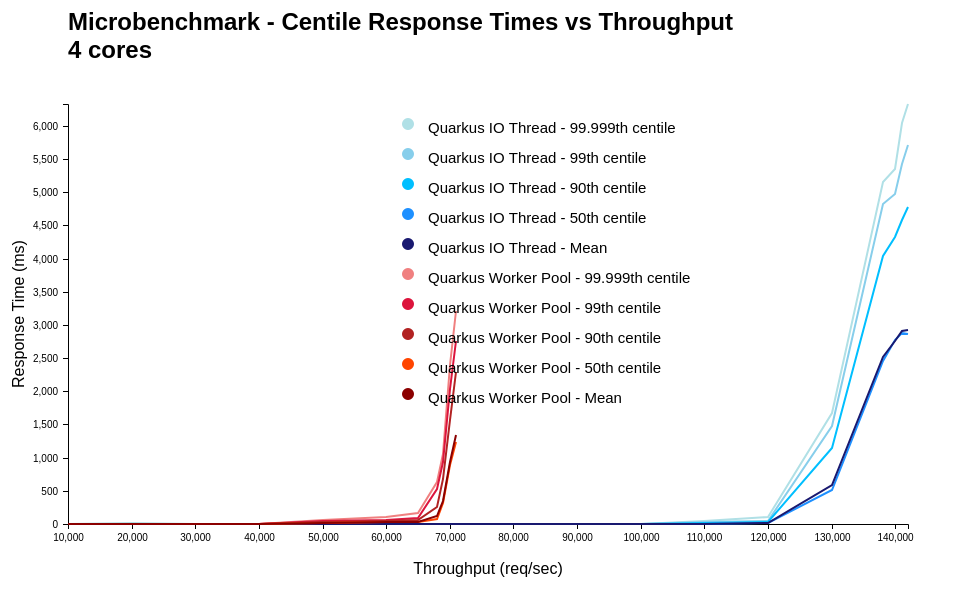 Microbenchmark - Centile Response Times vs Throughput
4 cores
Quarkus IO Thread - 99.999th centile
Quarkus IO Thread - 99th centile
Quarkus IO Thread - 90th centile
Quarkus IO Thread - 50th centile
Quarkus IO Thread - Mean
Quarkus Worker Pool - 99.999th centile
Quarkus Worker Pool - 99th centile
Quarkus Worker Pool - 90th centile
Quarkus Worker Pool - 50th centile
Quarkus Worker Pool - Mean
Response Time (ms)
6,000
5,500
5,000
4,500
4,000
3,500
3,000
2,500
2,000
1,500
1,000
500
0
10,000 20,000 30,000 40,000 50,000 60,000 70,000 80,000 90,000 100,000 110,000 120,000 130,000 140,000
Throughput (req/sec)